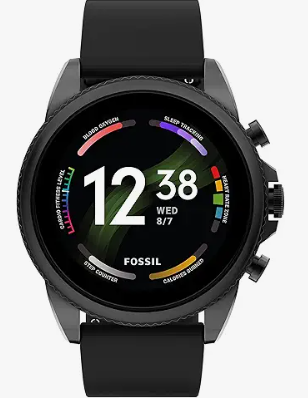 BLOOD OXYGEN
SLEEP TRACKING
CARDIO FITNESS LEVEL
12 38
HEART RATE ZONE
WED
8/7
FOSSIL
STEP COUNTER
CALORIES BURNED